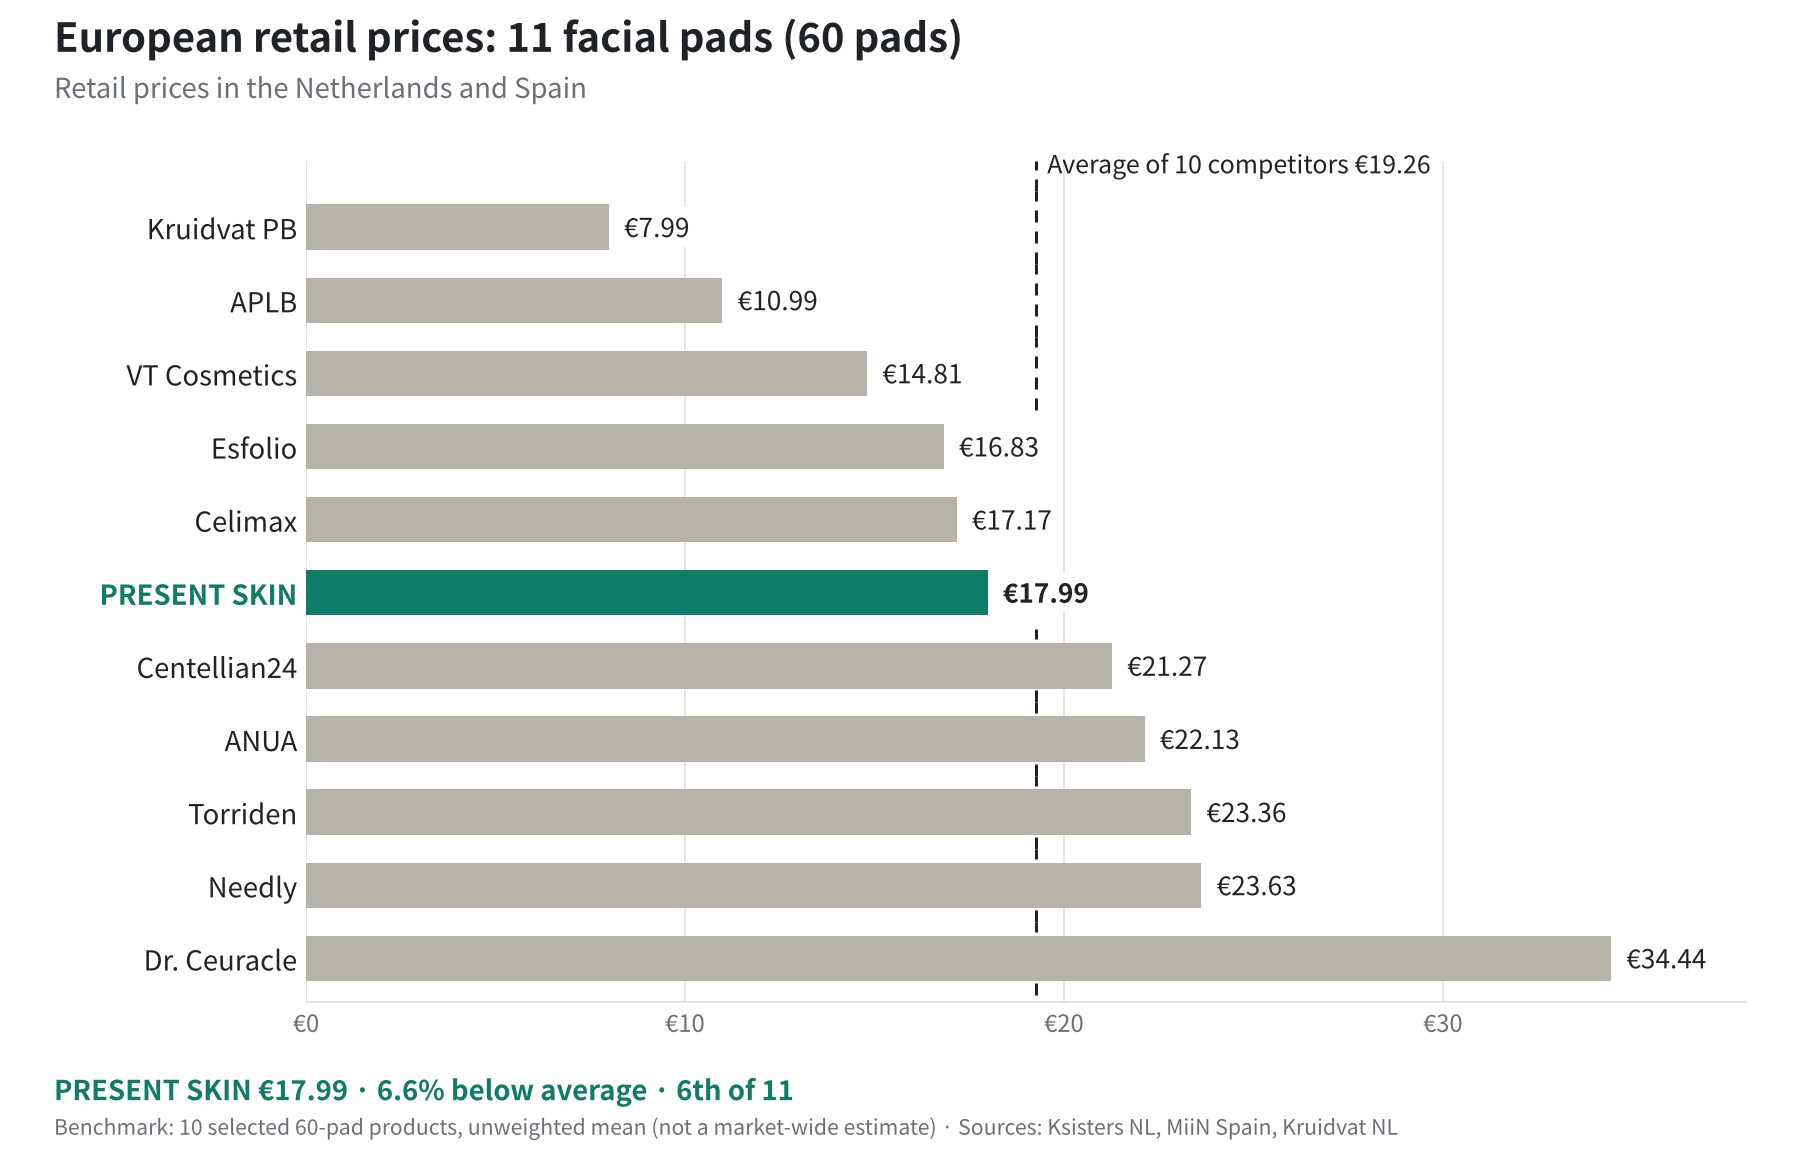 European retail prices: 11 facial pads (60 pads)
Retail prices in the Netherlands and Spain
Average of 10 competitors €19.26
Kruidvat PB €7.99
APLB €10.99
VT Cosmetics €14.81
Esfolio €16.83
Celimax €17.17
PRESENT SKIN €17.99
Centellian24 €21.27
ANUA €22.13
Torriden €23.36
Needly €23.63
Dr. Ceuracle €34.44
€0 €10 €20 €30
PRESENT SKIN €17.99 · 6.6% below average · 6th of 11
Benchmark: 10 selected 60-pad products, unweighted mean (not a market-wide estimate) · Sources: Ksisters NL, MiiN Spain, Kruidvat NL